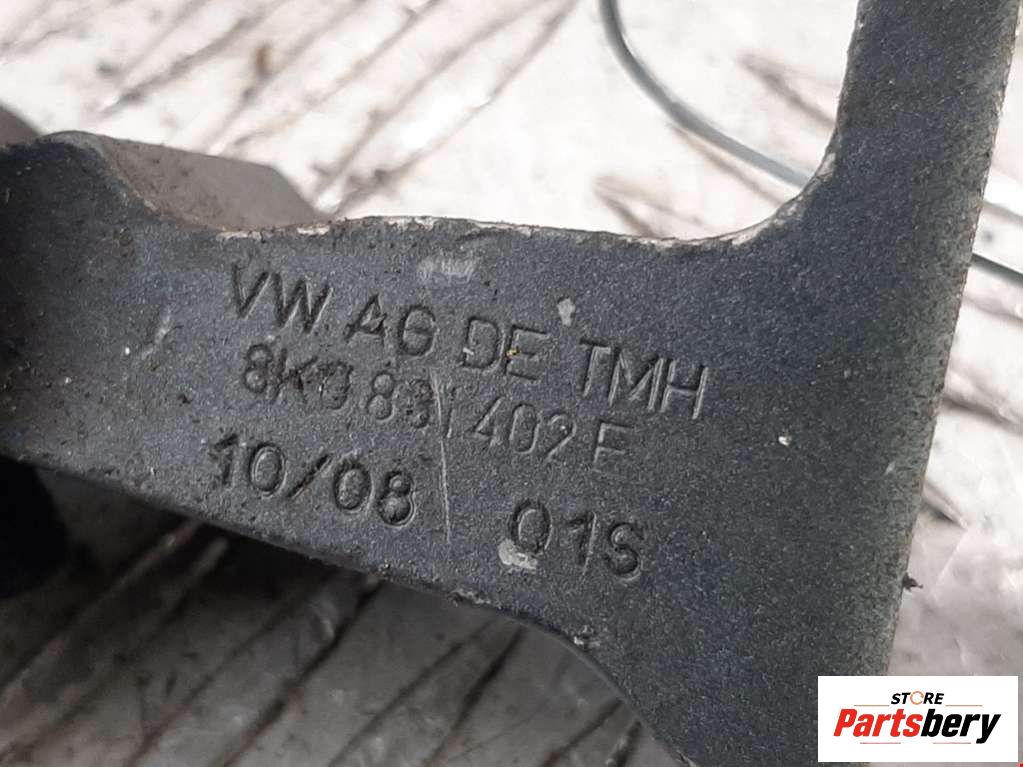 VW AG DE TMH
8K0 831 402 E
10/08 01S
STORE
Partsbery